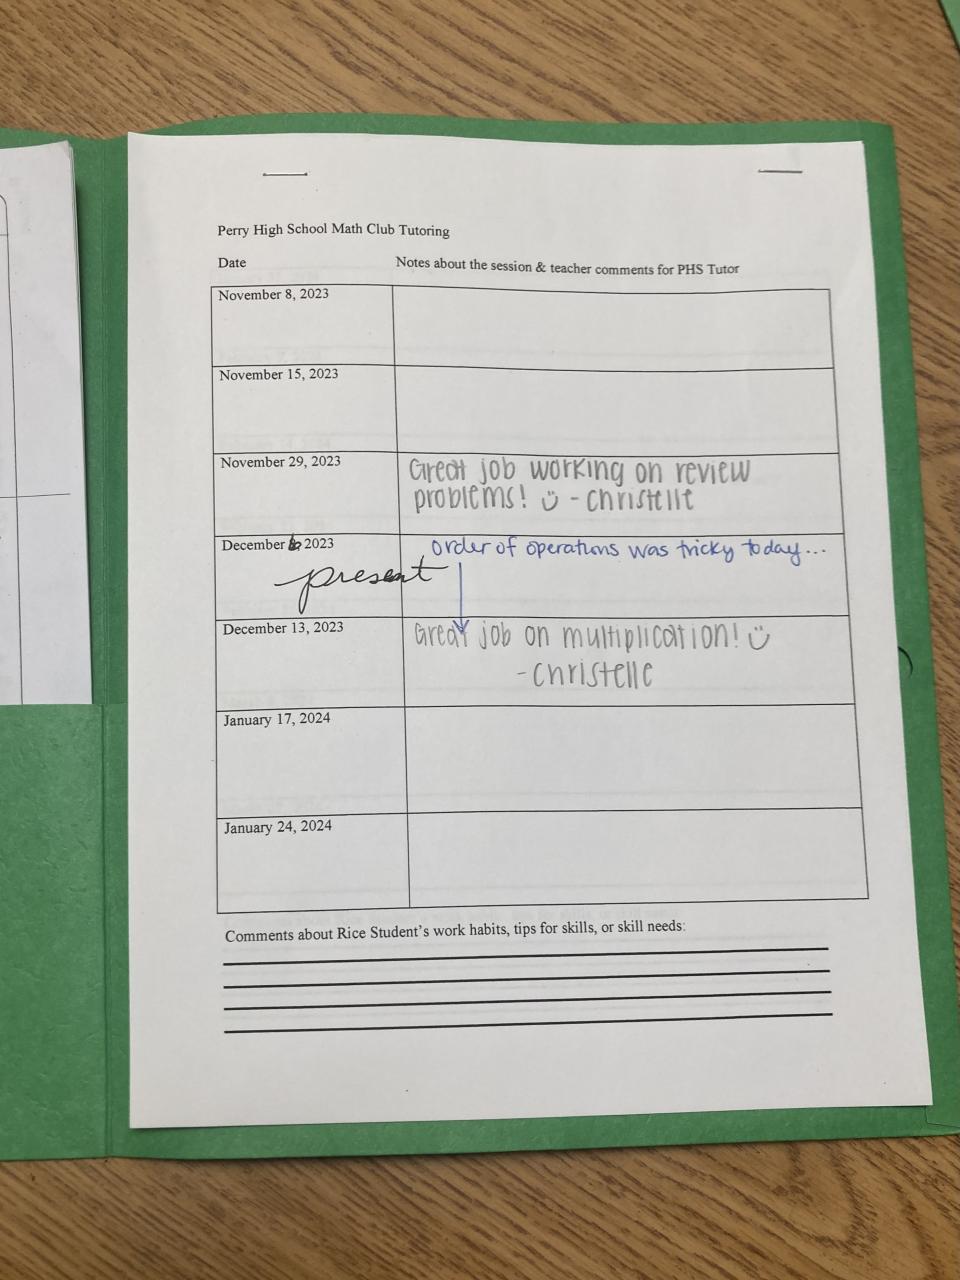 Perry High School Math Club Tutoring
Date Notes about the session & teacher comments for PHS Tutor
November 8, 2023
November 15, 2023
November 29, 2023
Great job working on review
problems! - Christelle
December 2023
order of operations was tricky today...
present
December 13, 2023
Great job on multiplication!
- Christelle
January 17, 2024
January 24, 2024
Comments about Rice Student's work habits, tips for skills, or skill needs: